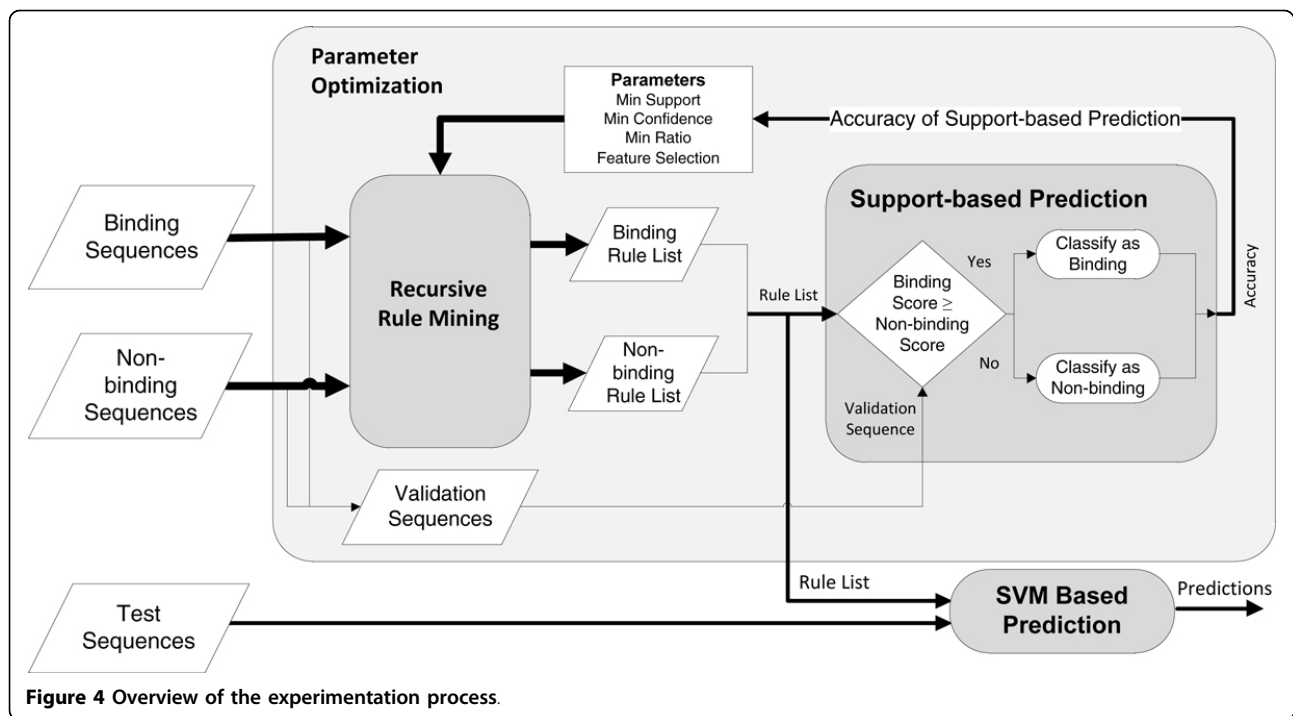 Parameter
Optimization
Parameters
Min Support
Min Confidence
Min Ratio
Feature Selection
Accuracy of Support-based Prediction
Binding
Sequences
Non-
binding
Sequences
Recursive
Rule Mining
Binding
Rule List
Non-
binding
Rule List
Rule List
Support-based Prediction
Binding
Score ≥
Non-binding
Score
Yes
No
Classify as
Binding
Classify as
Non-binding
Accuracy
Validation
Sequence
Validation
Sequences
Test
Sequences
Rule List
SVM Based
Prediction
Predictions
Figure 4 Overview of the experimentation process.